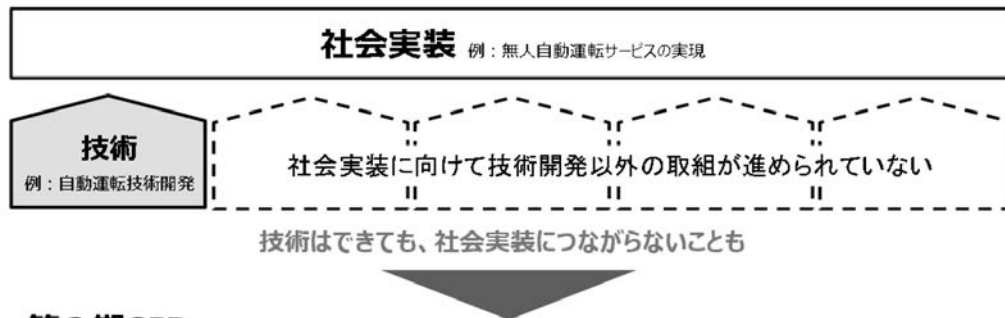 社会実装 例：無人自動運転サービスの実現
技術
例：自動運転技術開発
社会実装に向けて技術開発以外の取組が進められていない
技術はできても、社会実装につながらないことも